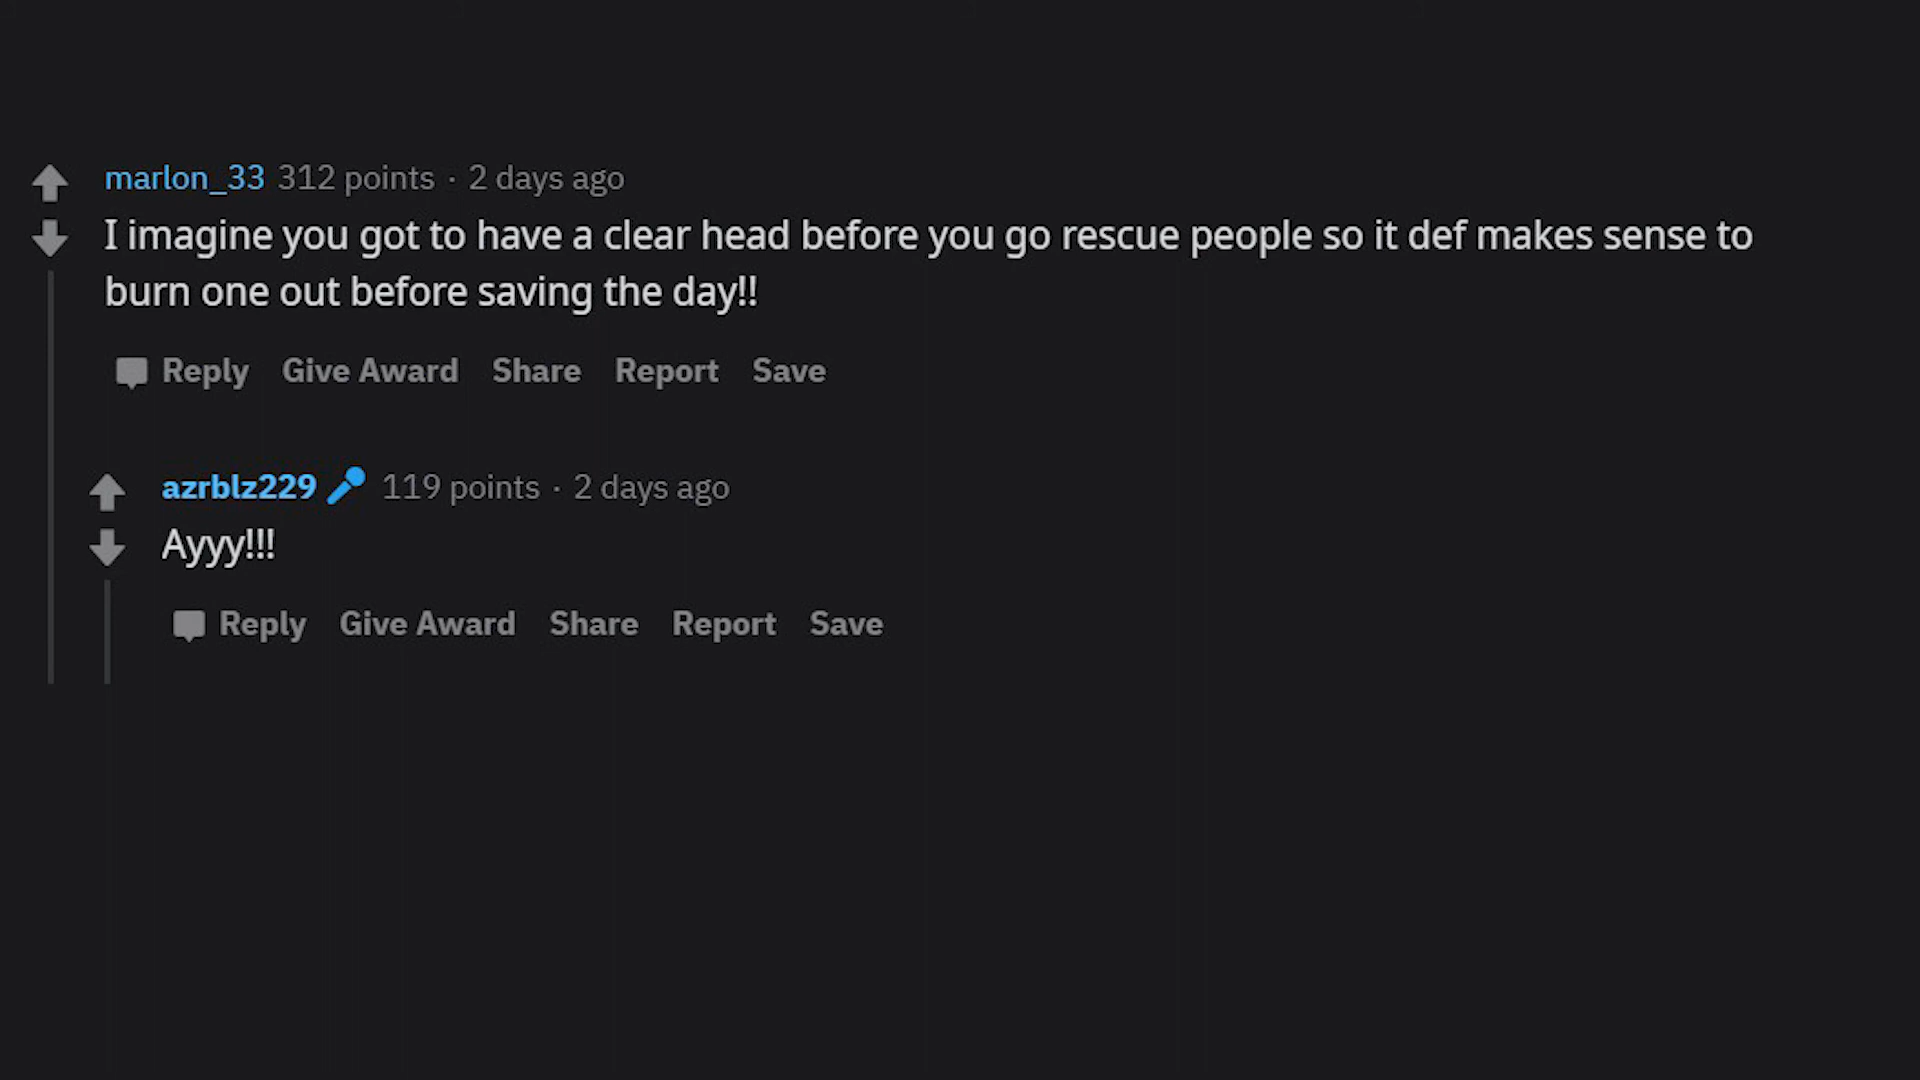 marlon_33 312 points · 2 days ago
I imagine you got to have a clear head before you go rescue people so it def makes sense to
burn one out before saving the day!!
Reply Give Award Share Report Save
azrblz229 119 points · 2 days ago
Ayyy!!!
Reply Give Award Share Report Save